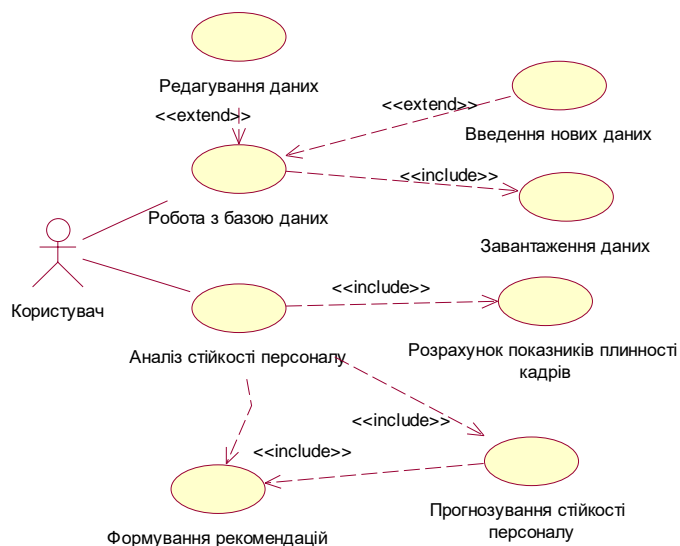 Редагування даних
<<extend>>
<<extend>>
Введення нових даних
<<include>>
Робота з базою даних
Завантаження даних
Користувач
<<include>>
Аналіз стійкості персоналу
Розрахунок показників плинності
кадрів
<<include>>
<<include>>
Формування рекомендацій
Прогнозування стійкості
персоналу